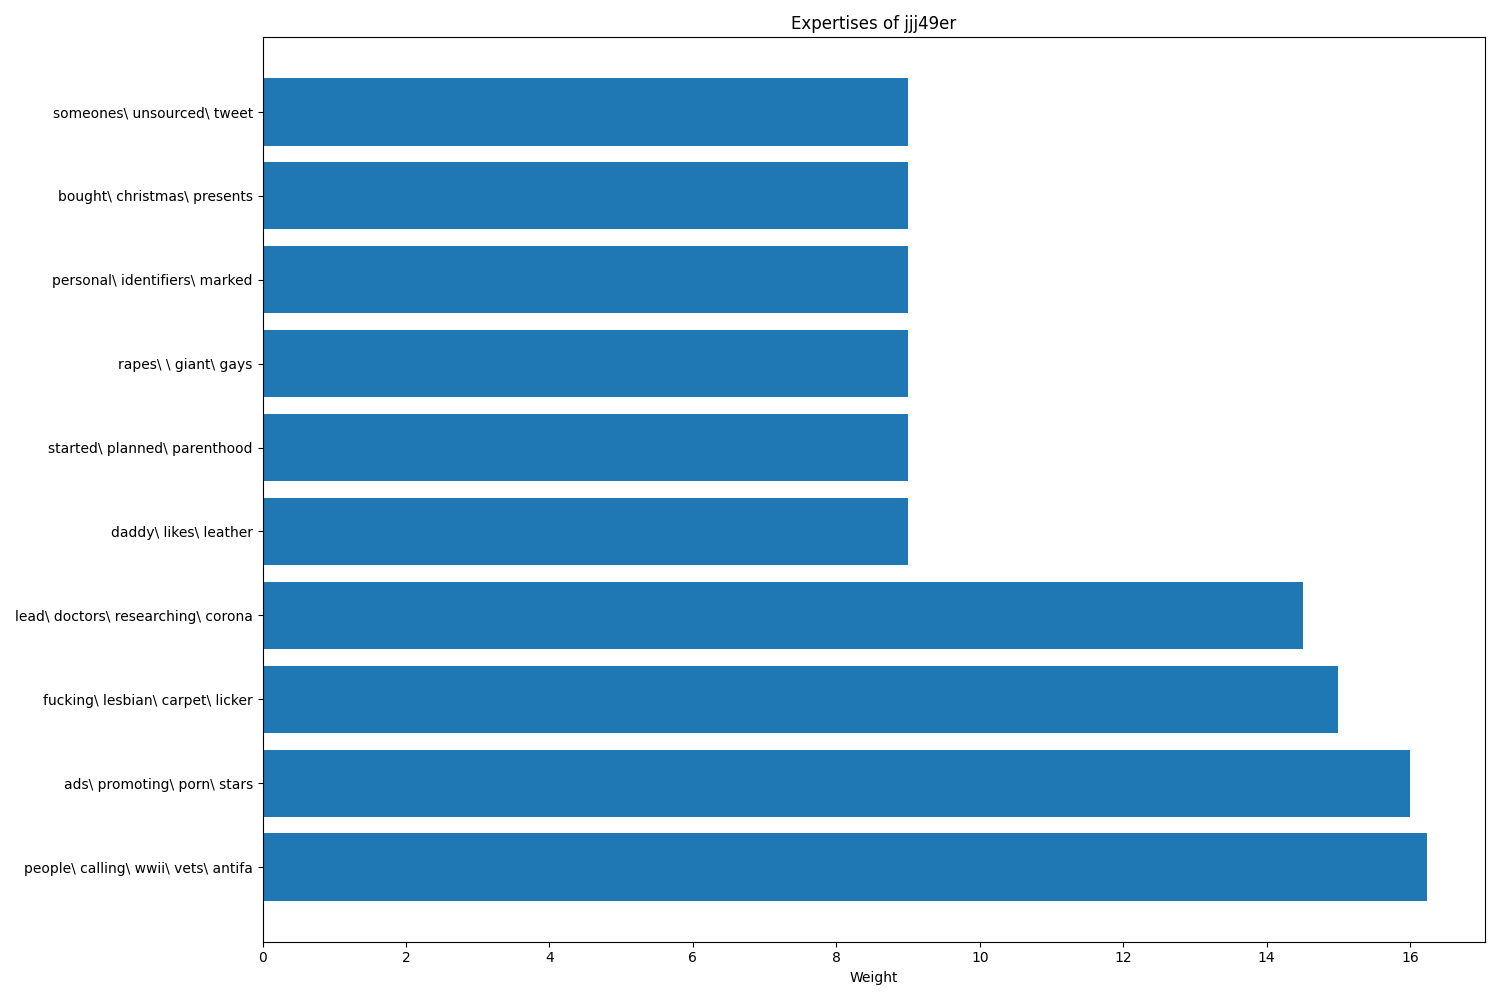 Expertises of jjj49er
someones\ unsourced\ tweet
bought\ christmas\ presents
personal\ identifiers\ marked
rapes\ \ giant\ gays
started\ planned\ parenthood
daddy\ likes\ leather
lead\ doctors\ researching\ corona
fucking\ lesbian\ carpet\ licker
ads\ promoting\ porn\ stars
people\ calling\ wwii\ vets\ antifa
0 2 4 6 8 10 12 14 16
Weight